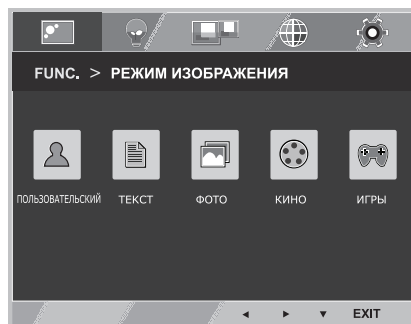 FUNC. > РЕЖИМ ИЗОБРАЖЕНИЯ
ПОЛЬЗОВАТЕЛЬСКИЙ ТЕКСТ ФОТО КИНО ИГРЫ
◄ ► ▼ EXIT